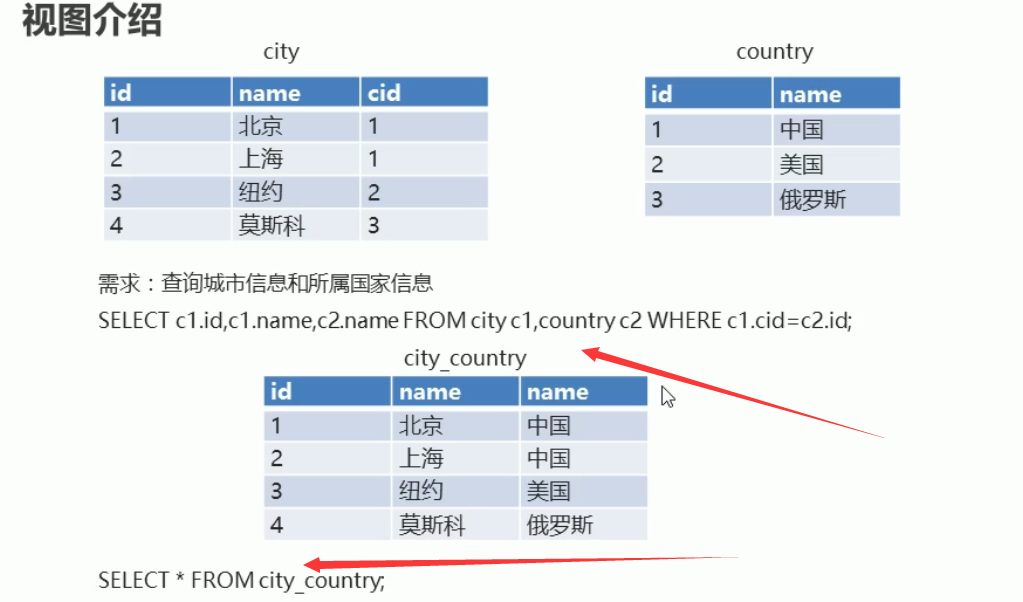 视图介绍
city country
id name cid
1 北京 1
2 上海 1
3 纽约 2
4 莫斯科 3
id name
1 中国
2 美国
3 俄罗斯
需求：查询城市信息和所属国家信息
SELECT c1.id,c1.name,c2.name FROM city c1,country c2 WHERE c1.cid=c2.id;
city_country
id name name
1 北京 中国
2 上海 中国
3 纽约 美国
4 莫斯科 俄罗斯
SELECT * FROM city_country;